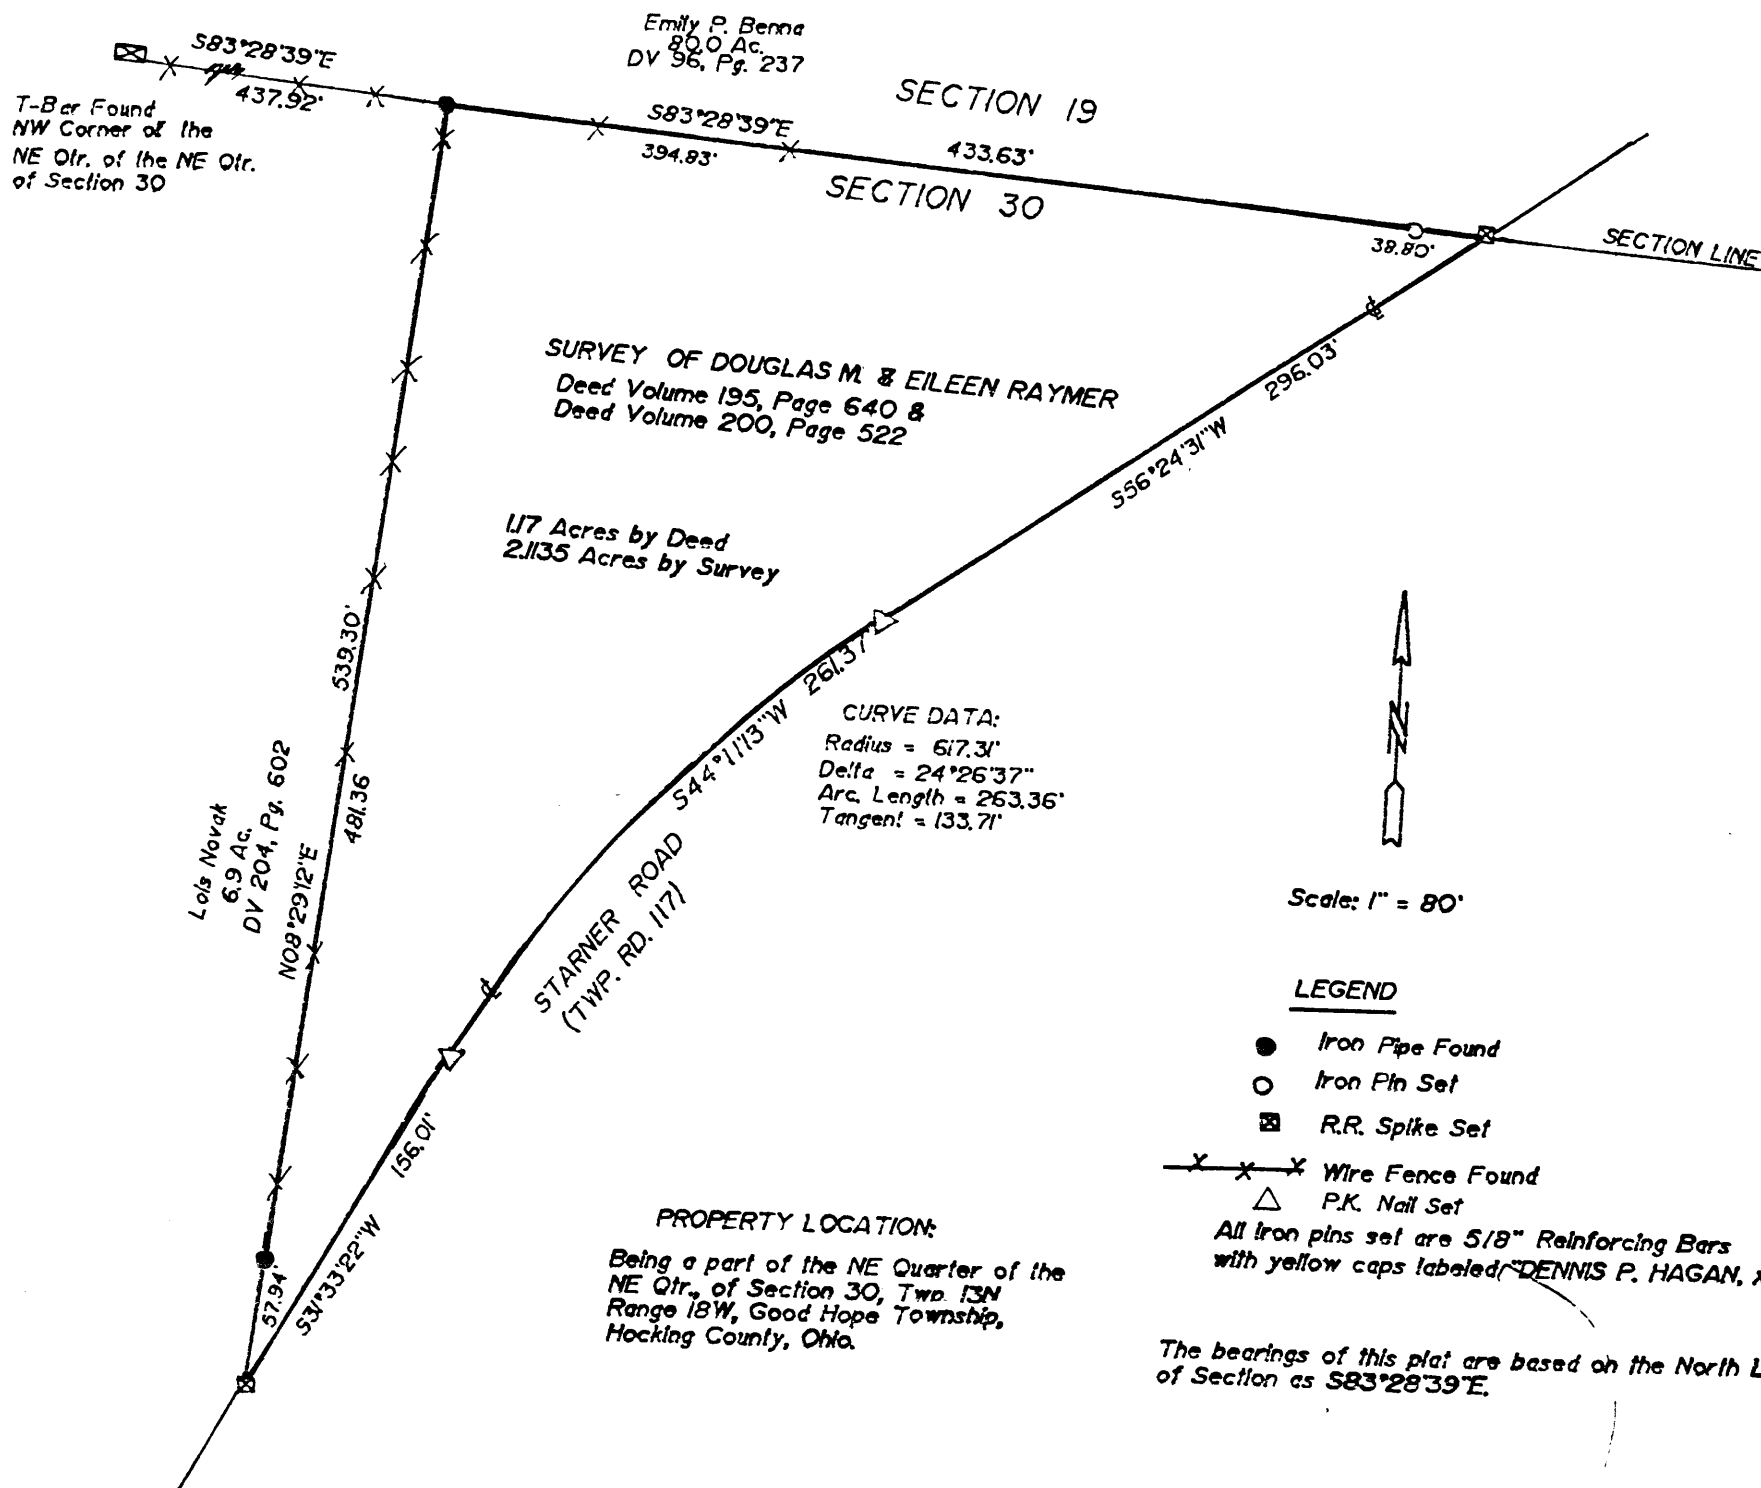 Emily P. Benna
80.0 Ac.
DV 96, Pg. 237
S83°28'39"E
437.92'
T-Bar Found
NW Corner of the
NE Qtr. of the NE Qtr.
of Section 30
SECTION 19
S83°28'39"E
394.83'
433.63'
SECTION 30
38.80'
SECTION LINE
SURVEY OF DOUGLAS M. & EILEEN RAYMER
Deed Volume 195, Page 640 &
Deed Volume 200, Page 522
296.03'
S56°24'31"W
1.17 Acres by Deed
2.1135 Acres by Survey
539.30'
481.36
N08°29'12"E
Lois Novak
6.9 Ac.
DV 204, Pg. 602
261.37'
S44°11'13"W
CURVE DATA:
Radius = 617.31'
Delta = 24°26'37"
Arc. Length = 263.36'
Tangent = 133.71'
STARNER ROAD
(TWP. RD. 117)
N
Scale: 1" = 80'
LEGEND
Iron Pipe Found
Iron Pin Set
R.R. Spike Set
Wire Fence Found
P.K. Nail Set
All iron pins set are 5/8" Reinforcing Bars
with yellow caps labeled "DENNIS P. HAGAN,
156.01'
S31°33'22"W
57.94'
PROPERTY LOCATION:
Being a part of the NE Quarter of the
NE Qtr., of Section 30, Twp. 13N
Range 18W, Good Hope Township,
Hocking County, Ohio.
The bearings of this plat are based on the North L
of Section as S83°28'39"E.